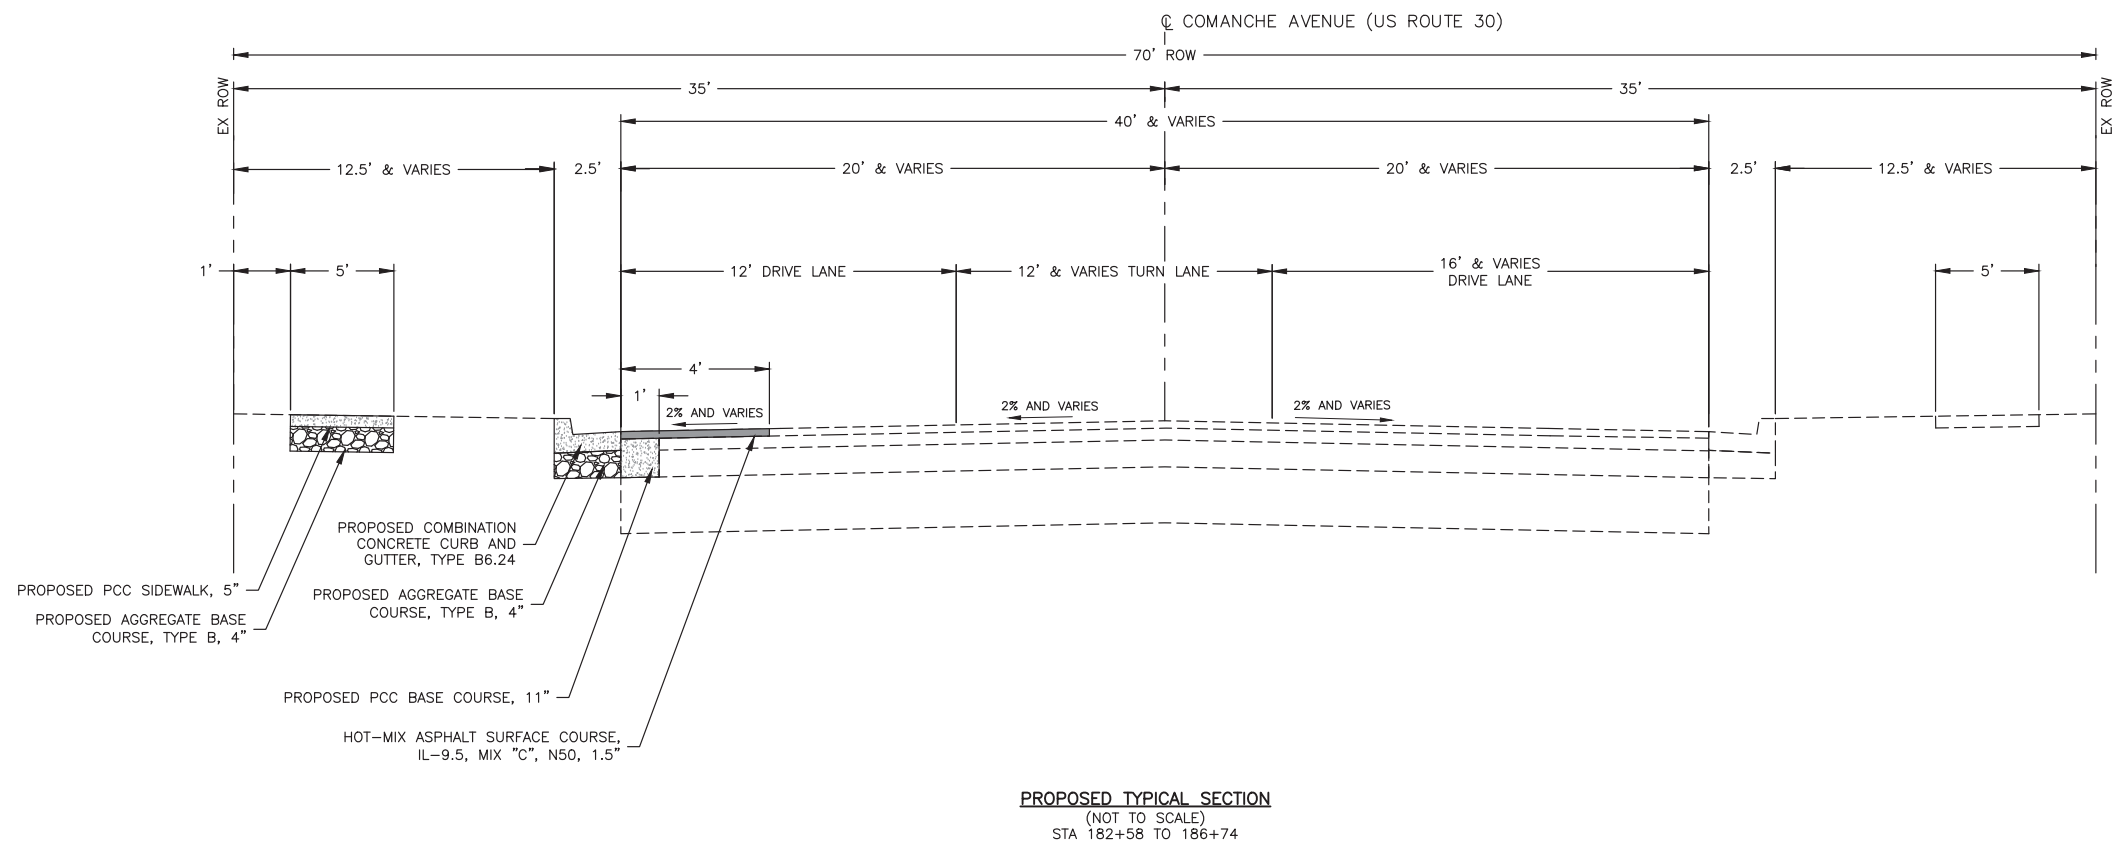 ℄ COMANCHE AVENUE (US ROUTE 30)
70' ROW
EX ROW
35'
35'
EX ROW
40' & VARIES
12.5' & VARIES
2.5'
20' & VARIES
20' & VARIES
2.5'
12.5' & VARIES
1'
5'
12' DRIVE LANE
12' & VARIES TURN LANE
16' & VARIES
DRIVE LANE
5'
4'
1'
2% AND VARIES
2% AND VARIES
2% AND VARIES
PROPOSED COMBINATION
CONCRETE CURB AND
GUTTER, TYPE B6.24
PROPOSED PCC SIDEWALK, 5"
PROPOSED AGGREGATE BASE
COURSE, TYPE B, 4"
PROPOSED AGGREGATE BASE
COURSE, TYPE B, 4"
PROPOSED PCC BASE COURSE, 11"
HOT-MIX ASPHALT SURFACE COURSE,
IL-9.5, MIX "C", N50, 1.5"
PROPOSED TYPICAL SECTION
(NOT TO SCALE)
STA 182+58 TO 186+74